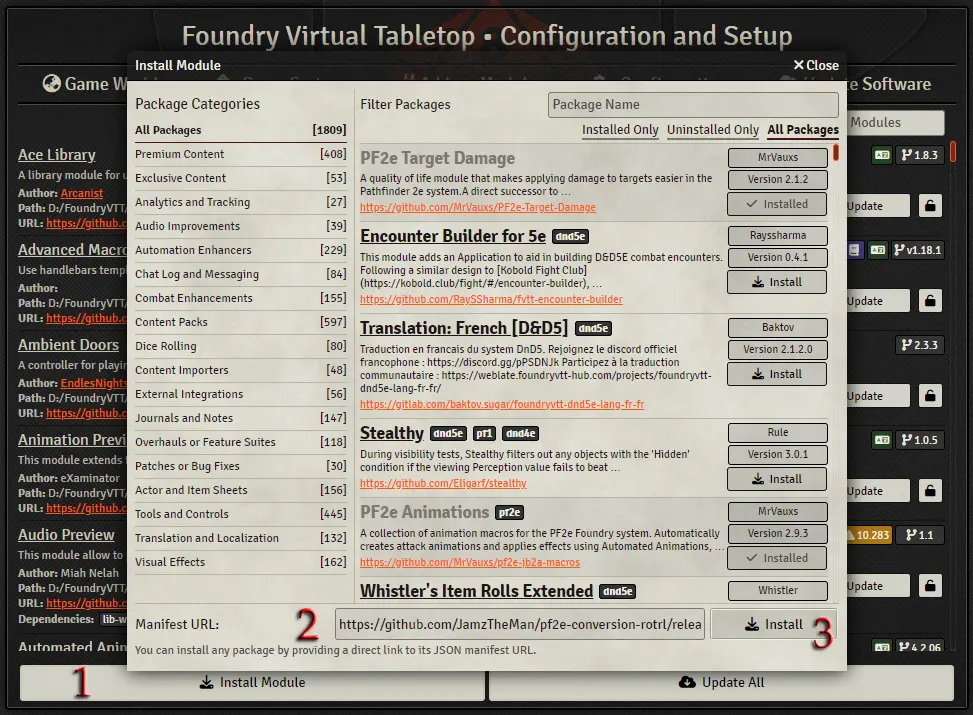 Foundry Virtual Tabletop • Configuration and Setup
Install Module
Close
Game
Software
Package Categories
All Packages [1809]
Premium Content [408]
Exclusive Content [53]
Analytics and Tracking [27]
Audio Improvements [39]
Automation Enhancers [229]
Chat Log and Messaging [84]
Combat Enhancements [155]
Content Packs [597]
Dice Rolling [80]
Content Importers [48]
External Integrations [56]
Journals and Notes [147]
Overhauls or Feature Suites [118]
Patches or Bug Fixes [30]
Actor and Item Sheets [156]
Tools and Controls [445]
Translation and Localization [132]
Visual Effects [162]
Filter Packages
Package Name
Installed Only Uninstalled Only All Packages
PF2e Target Damage
MrVauxs
A quality of life module that makes applying damage to targets easier in the
Pathfinder 2e system.A direct successor to ...
Version 2.1.2
https://github.com/MrVauxs/PF2e-Target-Damage
Installed
Encounter Builder for 5e dnd5e
Rayssharma
This module adds an Application to aid in building D&D5E combat encounters.
Following a similar design to [Kobold Fight Club]
(https://kobold.club/fight/#/encounter-builder), ...
Version 0.4.1
https://github.com/RaySSharma/fvtt-encounter-builder
Install
Translation: French [D&D5] dnd5e
Baktov
Traduction en francais du system DnD5. Rejoignez le discord officiel
francophone : https://discord.gg/pPSDNJk Participez à la traduction
communautaire : https://weblate.foundryvtt-hub.com/projects/foundryvtt-
dnd5e-lang-fr-fr/
Version 2.1.2.0
https://gitlab.com/baktov.sugar/foundryvtt-dnd5e-lang-fr-fr
Install
Stealthy dnd5e pf1 dnd4e
Rule
During visibility tests, Stealthy filters out any objects with the 'Hidden'
condition if the viewing Perception value fails to beat ...
Version 3.0.1
https://github.com/Eligarf/stealthy
Install
PF2e Animations pf2e
MrVauxs
A collection of animation macros for the PF2e Foundry system. Automatically
creates attack animations and applies effects using Automated Animations, ...
Version 2.9.3
https://github.com/MrVauxs/pf2e-jb2a-macros
Installed
Whistler's Item Rolls Extended dnd5e
Whistler
Manifest URL:
2
https://github.com/JamzTheMan/pf2e-conversion-rotrl/relea
Install
3
You can install any package by providing a direct link to its JSON manifest URL.
Modules
Ace Library
1.8.3
A library module for
Author: Arcanist
Path: D:/FoundryVTT/
Update
URL: https://github.c
Advanced Macro
v1.18.1
Use handlebars temp
Author:
Path: D:/FoundryVTT/
Update
URL: https://github.c
Ambient Doors
2.3.3
A controller for playin
Author: EndlesNights
Path: D:/FoundryVTT/
Update
URL: https://github.c
Animation Previ
1.0.5
This module extends
Author: eXaminator
Path: D:/FoundryVTT/
Update
URL: https://github.c
Audio Preview
10.283
1.1
This module allow to
Author: Miah Nelah
Path: D:/FoundryVTT/
Update
URL: https://github.c
Dependencies: lib-w
Automated Anim
4.2.06
1
Install Module
Update All